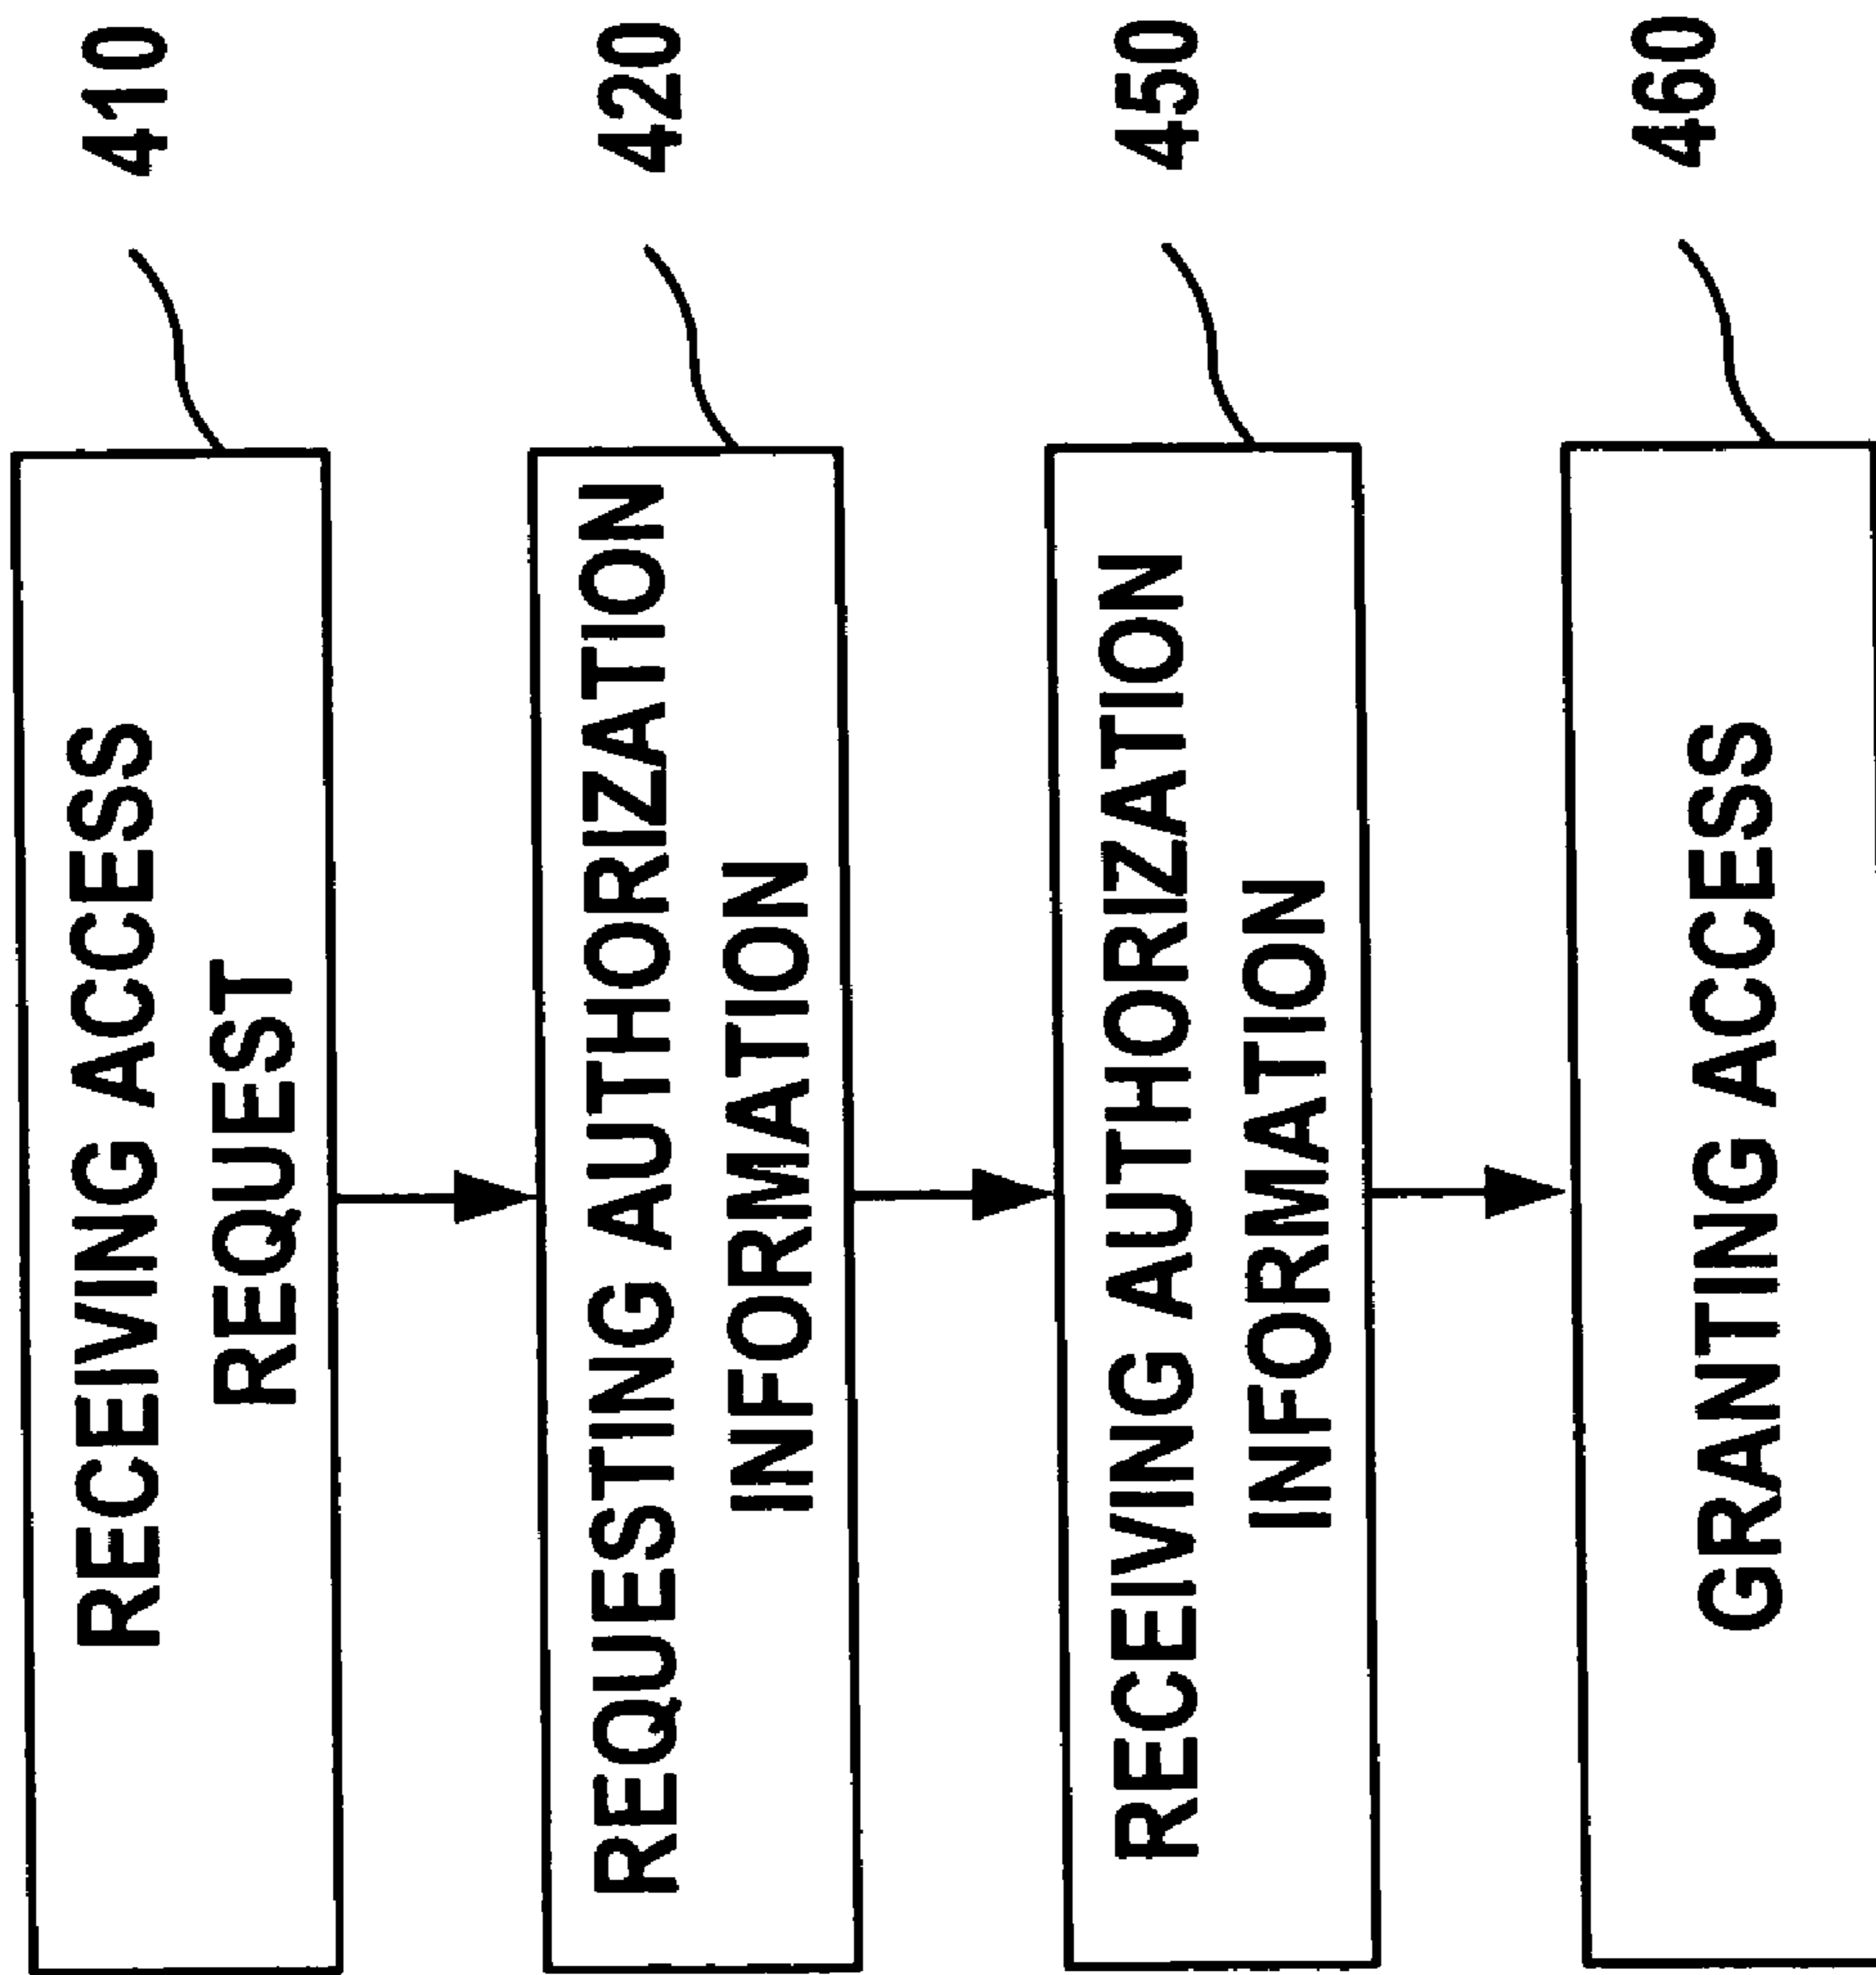 RECEIVING ACCESS
REQUEST
410
REQUESTING AUTHORIZATION
INFORMATION
420
RECEIVING AUTHORIZATION
INFORMATION
450
GRANTING ACCESS
460